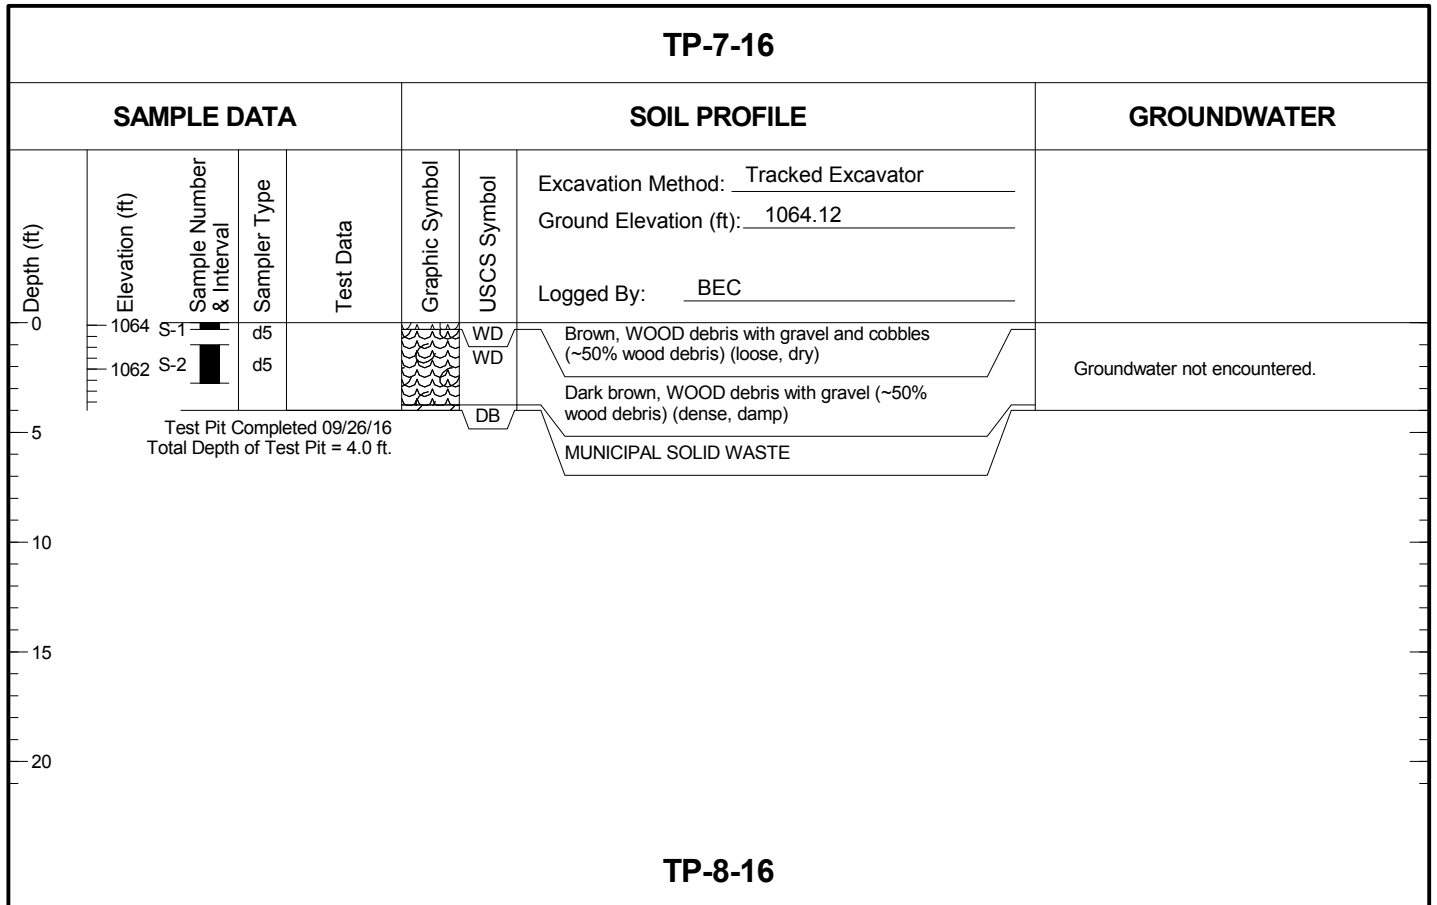 TP-7-16
SAMPLE DATA
SOIL PROFILE
GROUNDWATER
Depth (ft)
Elevation (ft)
Sample Number
& Interval
Sampler Type
Test Data
Graphic Symbol
USCS Symbol
Excavation Method: Tracked Excavator
Ground Elevation (ft): 1064.12
Logged By: BEC
0
1064 S-1 d5 WD
Brown, WOOD debris with gravel and cobbles
(~50% wood debris) (loose, dry)
1062 S-2 d5 WD
Groundwater not encountered.
Dark brown, WOOD debris with gravel (~50%
wood debris) (dense, damp)
DB
Test Pit Completed 09/26/16
Total Depth of Test Pit = 4.0 ft.
5
MUNICIPAL SOLID WASTE
10
15
20
TP-8-16